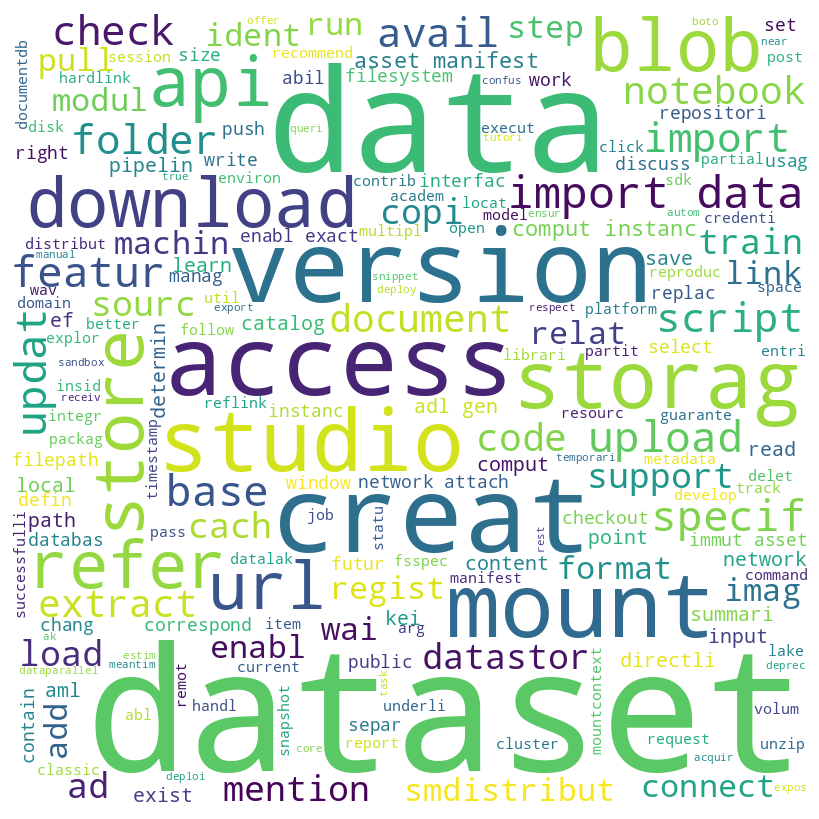 documentdb
session
offer
boto
near
check
ident
run
avail
step
blob
set
confus
post
pull
size
recommend
asset manifest
work
hardlink
abil
filesystem
modul
api
data
notebook
repositori
disk
push
queri
execut
tutori
click
import
folder
right
pipelin
write
discuss
partial
usag
true
environ
contrib
interfac
sdk
academ
locat
download
copi
model
ensur
import data
autom
credenti
multipl
open
comput instanc
distribut
machin
enabl exact
manual
version
save
train
featur
learn
manag
snippet
reproduc
link
wav
deploy
replac
space
domain
sourc
util
export
respect
platform
ef
better
follow
catalog
document
relat
script
explor
updat
store
determin
access
librari
partit
select
entri
sandbox
insid
receiv
reflink
instanc
adl gen
resourc
storag
guarante
integr
packag
studio
code
upload
filepath
timestamp
local
defin
base
window
network attach
comput
temporari
support
metadata
read
develop
delet
track
path
databas
pass
cach
job
statu
creat
checkout
specif
point
immut asset
successfulli
refer
datalak
url
futur
fsspec
content
rest
format
network
command
extract
regist
manifest
imag
chang
correspond
item
arg
kei
mount
summari
ak
load
estim
meantim
enabl
wai
datastor
input
lake
deprec
dataparallel
remot
current
public
directli
contain
add
aml
abl
handl
snapshot
underli
task
dataset
mountcontext
volum
separ
request
core
report
cluster
unzip
acquir
classic
deploi
ad
exist
mention
smdistribut
connect
expos